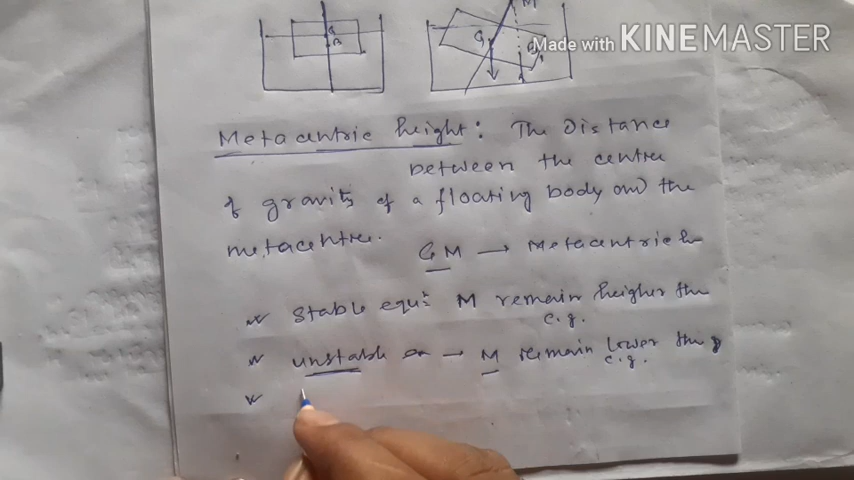 M
G
B
G
Made with KINEMASTER
Metacentric height: The Distance
between the centre
of gravity of a floating body and the
metacentre.
GM → Metacentric h
stable equi: M remain heigher the
c.g.
unstable → M remain lower the
c.g.